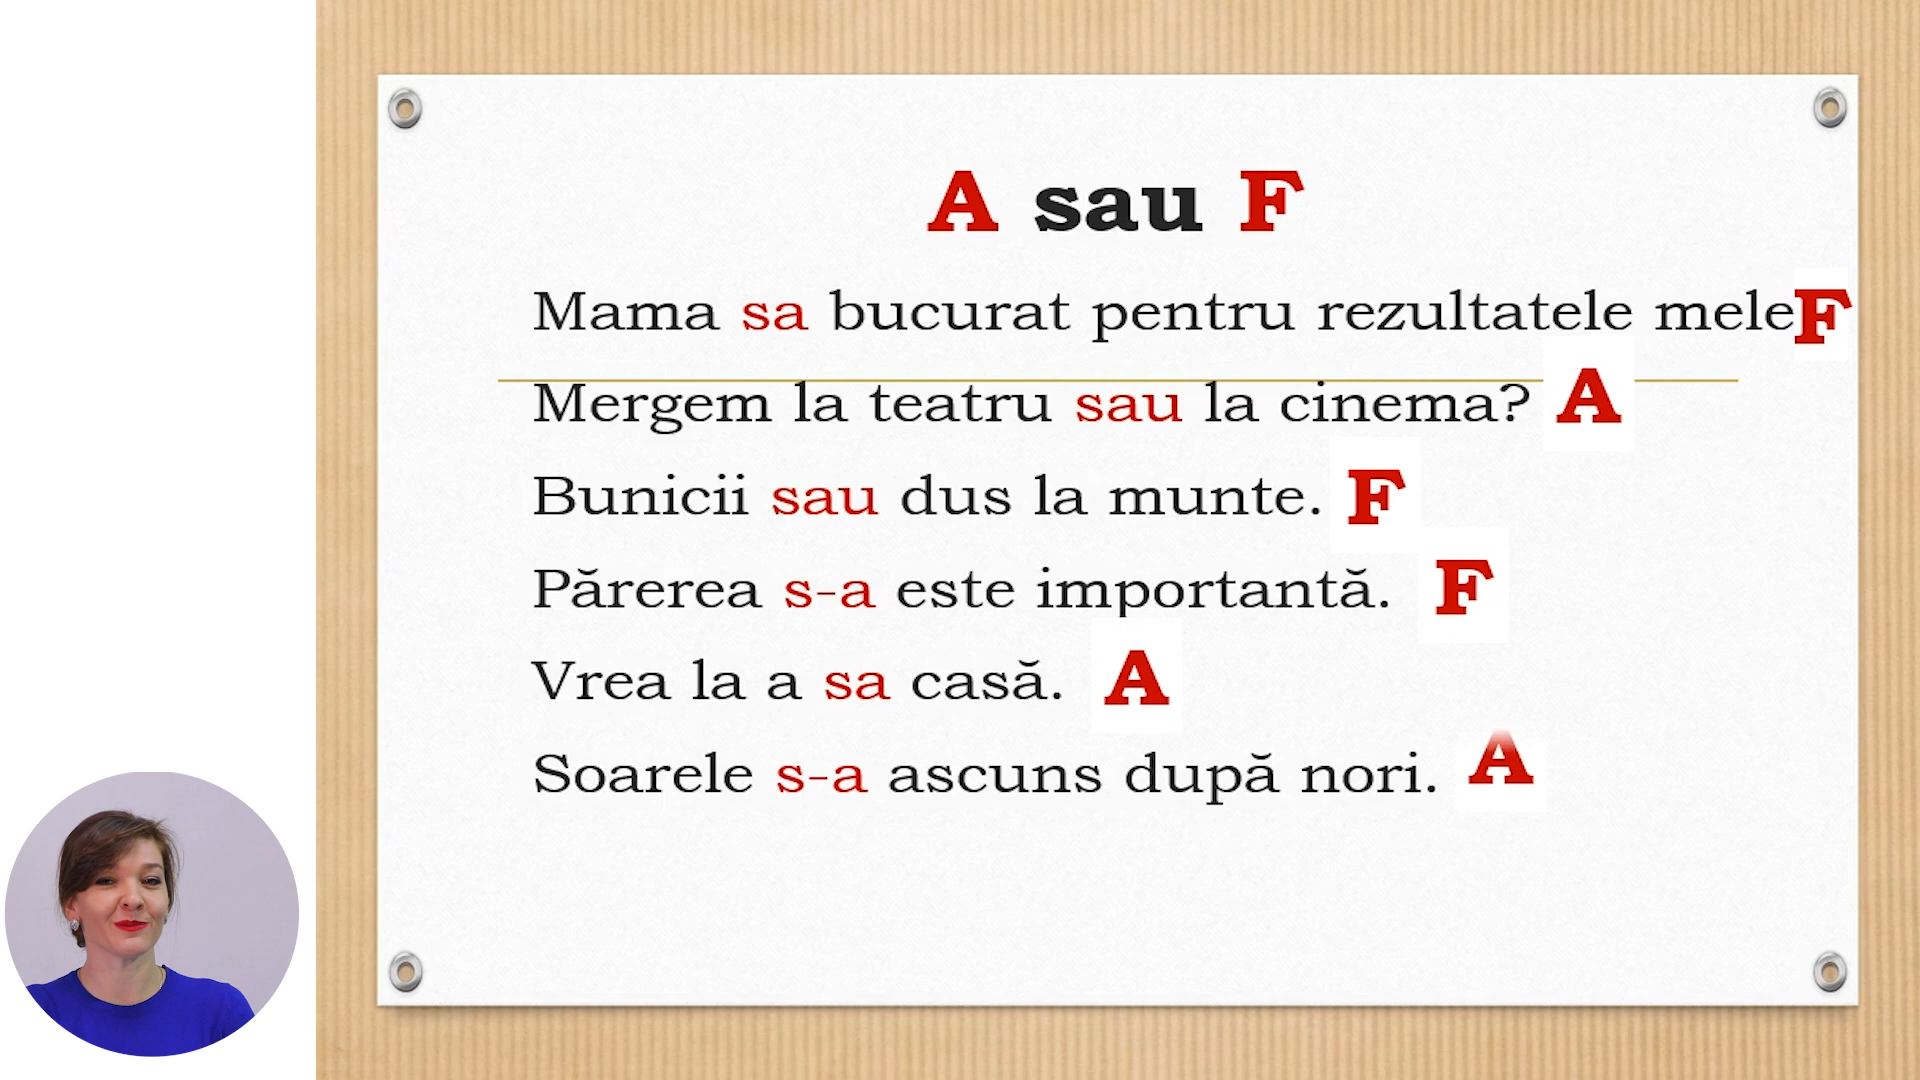 A sau F
Mama sa bucurat pentru rezultatele mele F
Mergem la teatru sau la cinema? A
Bunicii sau dus la munte. F
Părerea s-a este importantă. F
Vrea la a sa casă. A
Soarele s-a ascuns după nori. A